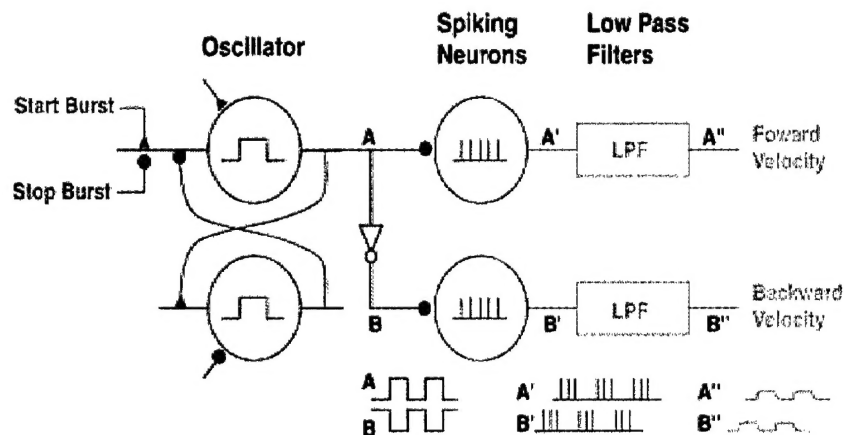 Oscillator
Spiking
Neurons
Low Pass
Filters
Start Burst
Stop Burst
A
A'
LPF
A"
Foward
Velocity
B
B'
LPF
B"
Backward
Velocity
A
B
A'
B'
A"
B"